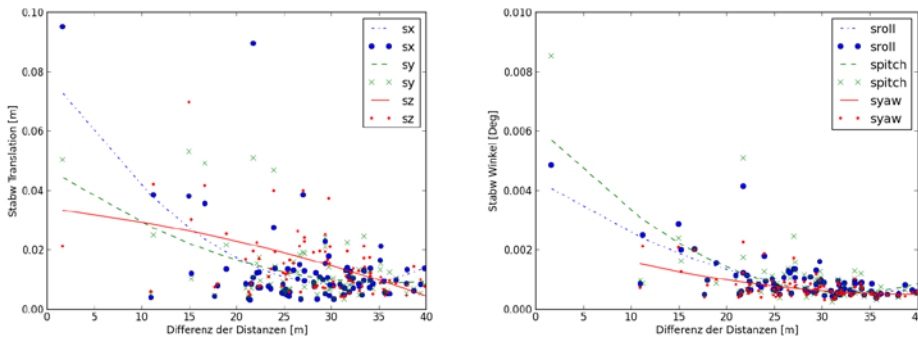 0.10
0.08
0.06
0.04
0.02
0.00
Stabw Translation [m]
0 5 10 15 20 25 30 35 40
Differenz der Distanzen [m]
sx
sx
sy
sy
sz
sz
0.010
0.008
0.006
0.004
0.002
0.000
Stabw Winkel [Deg]
0 5 10 15 20 25 30 35 40
Differenz der Distanzen [m]
sroll
sroll
spitch
spitch
syaw
syaw